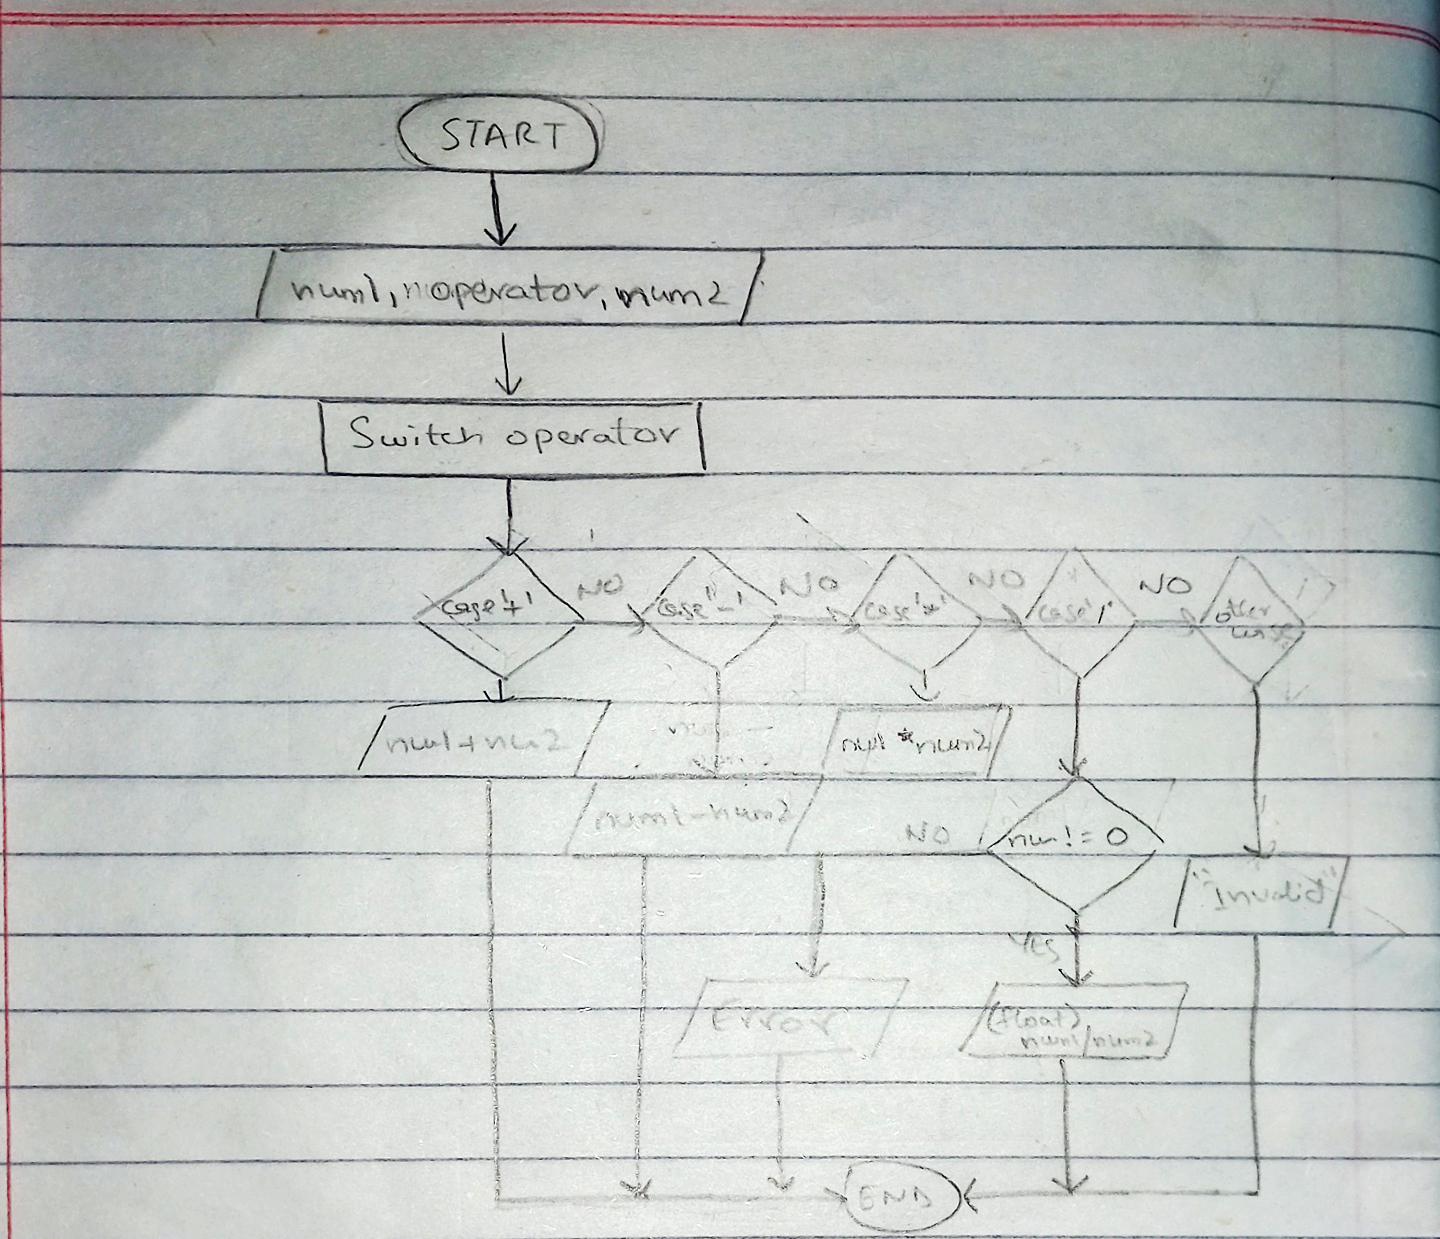 START
num1, operator, num2
Switch operator
case '+'
NO
case '-'
NO
case '*'
NO
case '/'
NO
other
wise
num1+num2
num1 *num2
num1-num2
NO
num != 0
"Invalid"
YES
Error
(float)
num1/num2
END